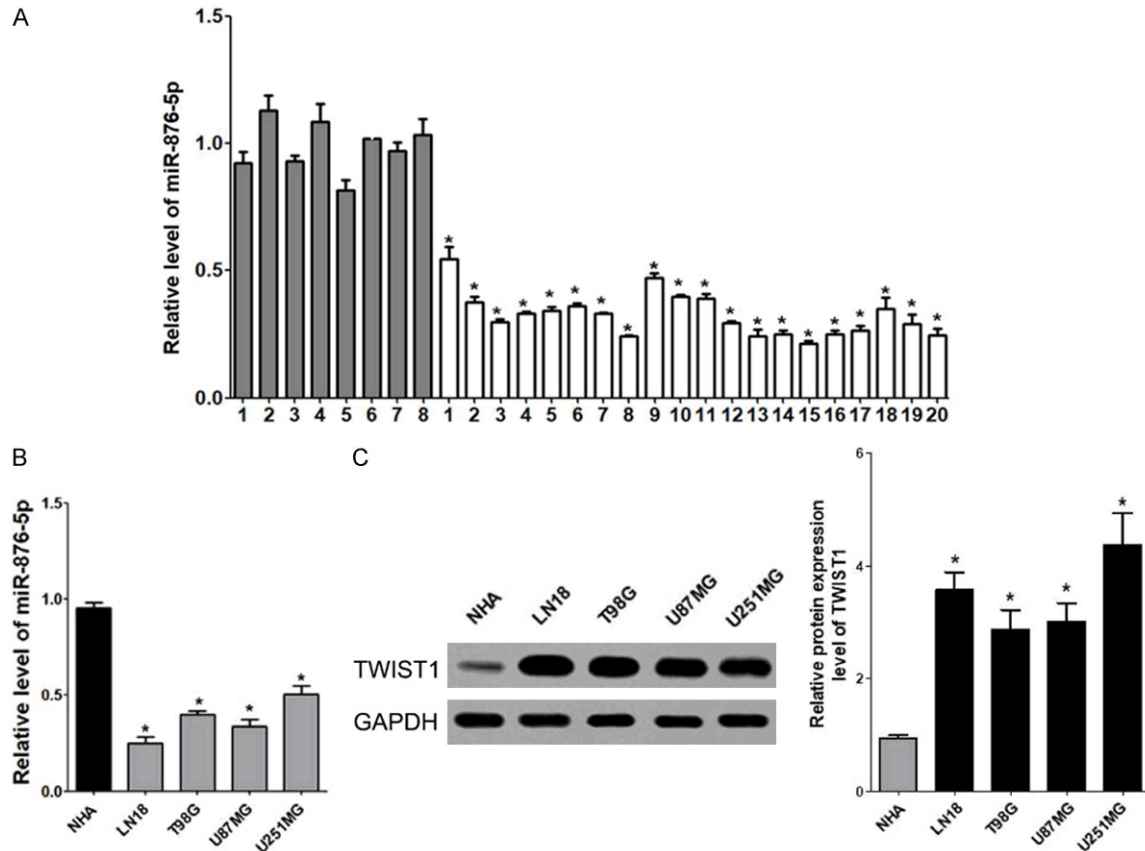 A
Relative level of miR-876-5p
1.5
1.0
0.5
0.0
* * * * * * * * * * * * * * * * * * * *
1 2 3 4 5 6 7 8 1 2 3 4 5 6 7 8 9 10 11 12 13 14 15 16 17 18 19 20
B
Relative level of miR-876-5p
1.5
1.0
0.5
0.0
* * * *
NHA LN18 T98G U87MG U251MG
C
NHA LN18 T98G U87MG U251MG
TWIST1
GAPDH
Relative protein expression
level of TWIST1
6
4
2
0
* * * *
NHA LN18 T98G U87MG U251MG